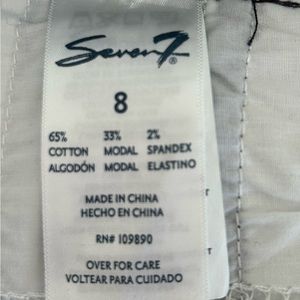 Seven7®
8
65% 33% 2%
COTTON MODAL SPANDEX
ALGODÓN MODAL ELASTINO
MADE IN CHINA
HECHO EN CHINA
RN# 109890
OVER FOR CARE
VOLTEAR PARA CUIDADO